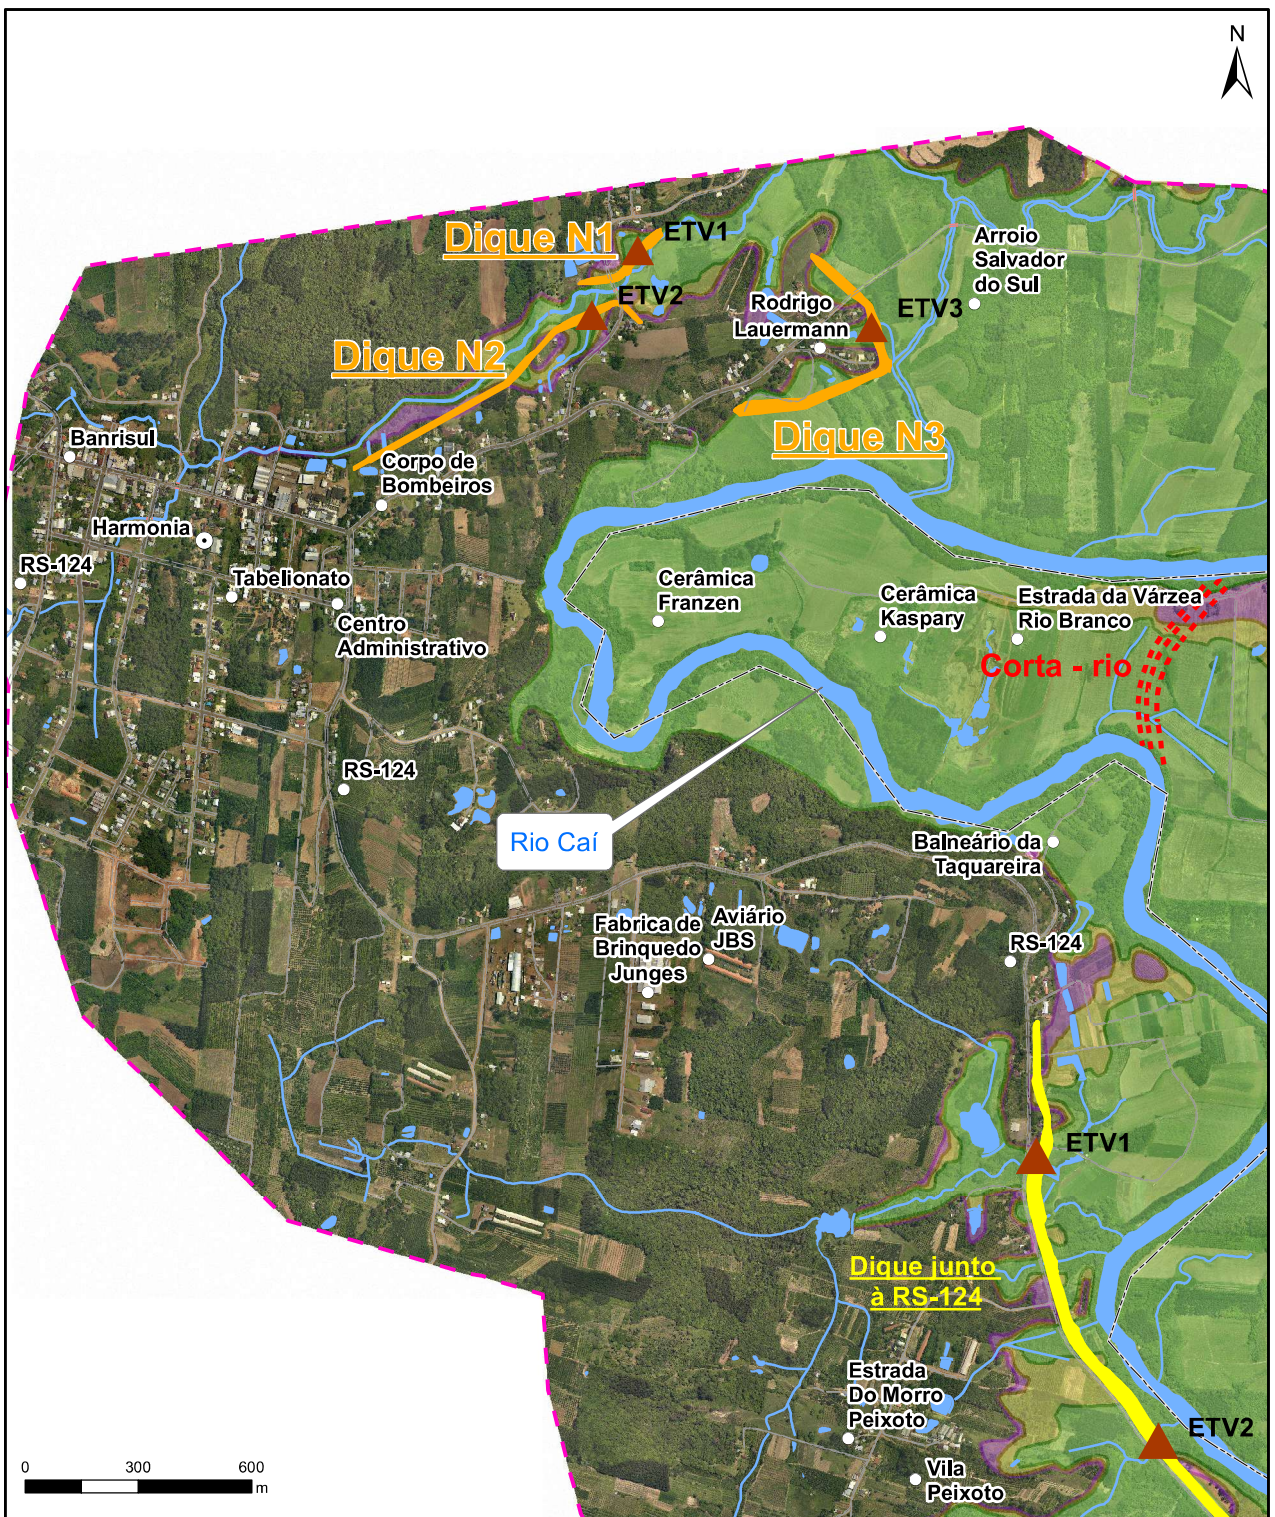 N
Dique N1
ETV1
Arroio
Salvador
do Sul
ETV2
Rodrigo
Lauermann
ETV3
Dique N2
Dique N3
Banrisul
Corpo de
Bombeiros
Harmonia
RS-124
Tabelionato
Centro
Administrativo
Cerâmica
Franzen
Cerâmica
Kaspary
Estrada da Várzea
Rio Branco
Corta - rio
RS-124
Rio Caí
Balneário da
Taquareira
Fabrica de
Brinquedo
Junges
Aviário
JBS
RS-124
ETV1
Dique junto
à RS-124
Estrada
Do Morro
Peixoto
ETV2
Vila
Peixoto
0 300 600
m